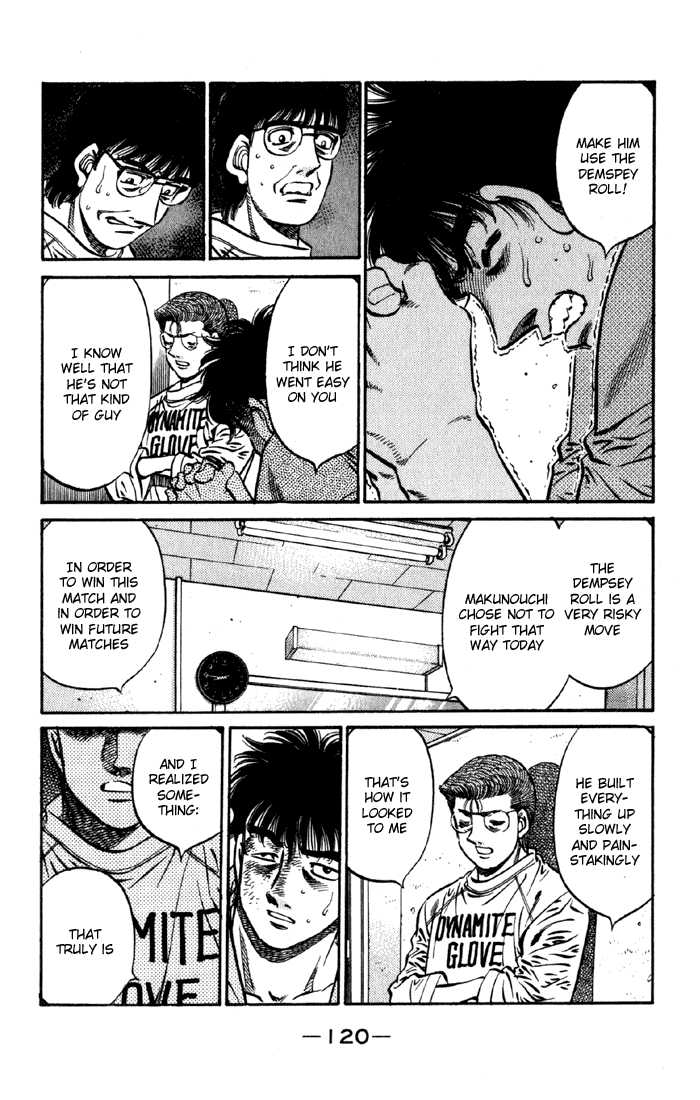 MAKE HIM
USE THE
DEMSPEY
ROLL!
I DON'T
THINK HE
WENT EASY
ON YOU
I KNOW
WELL THAT
HE'S NOT
THAT KIND
OF GUY
DYNAMITE
GLOVE
THE
DEMPSEY
ROLL IS A
VERY RISKY
MOVE
MAKUNOUCHI
CHOSE NOT TO
FIGHT THAT
WAY TODAY
IN ORDER
TO WIN THIS
MATCH AND
IN ORDER TO
WIN FUTURE
MATCHES
HE BUILT
EVERY-
THING UP
SLOWLY
AND PAIN-
STAKINGLY
THAT'S
HOW IT
LOOKED
TO ME
DYNAMITE
GLOVE
AND I
REALIZED
SOME-
THING:
THAT
TRULY IS
MITE
OVE
—120—